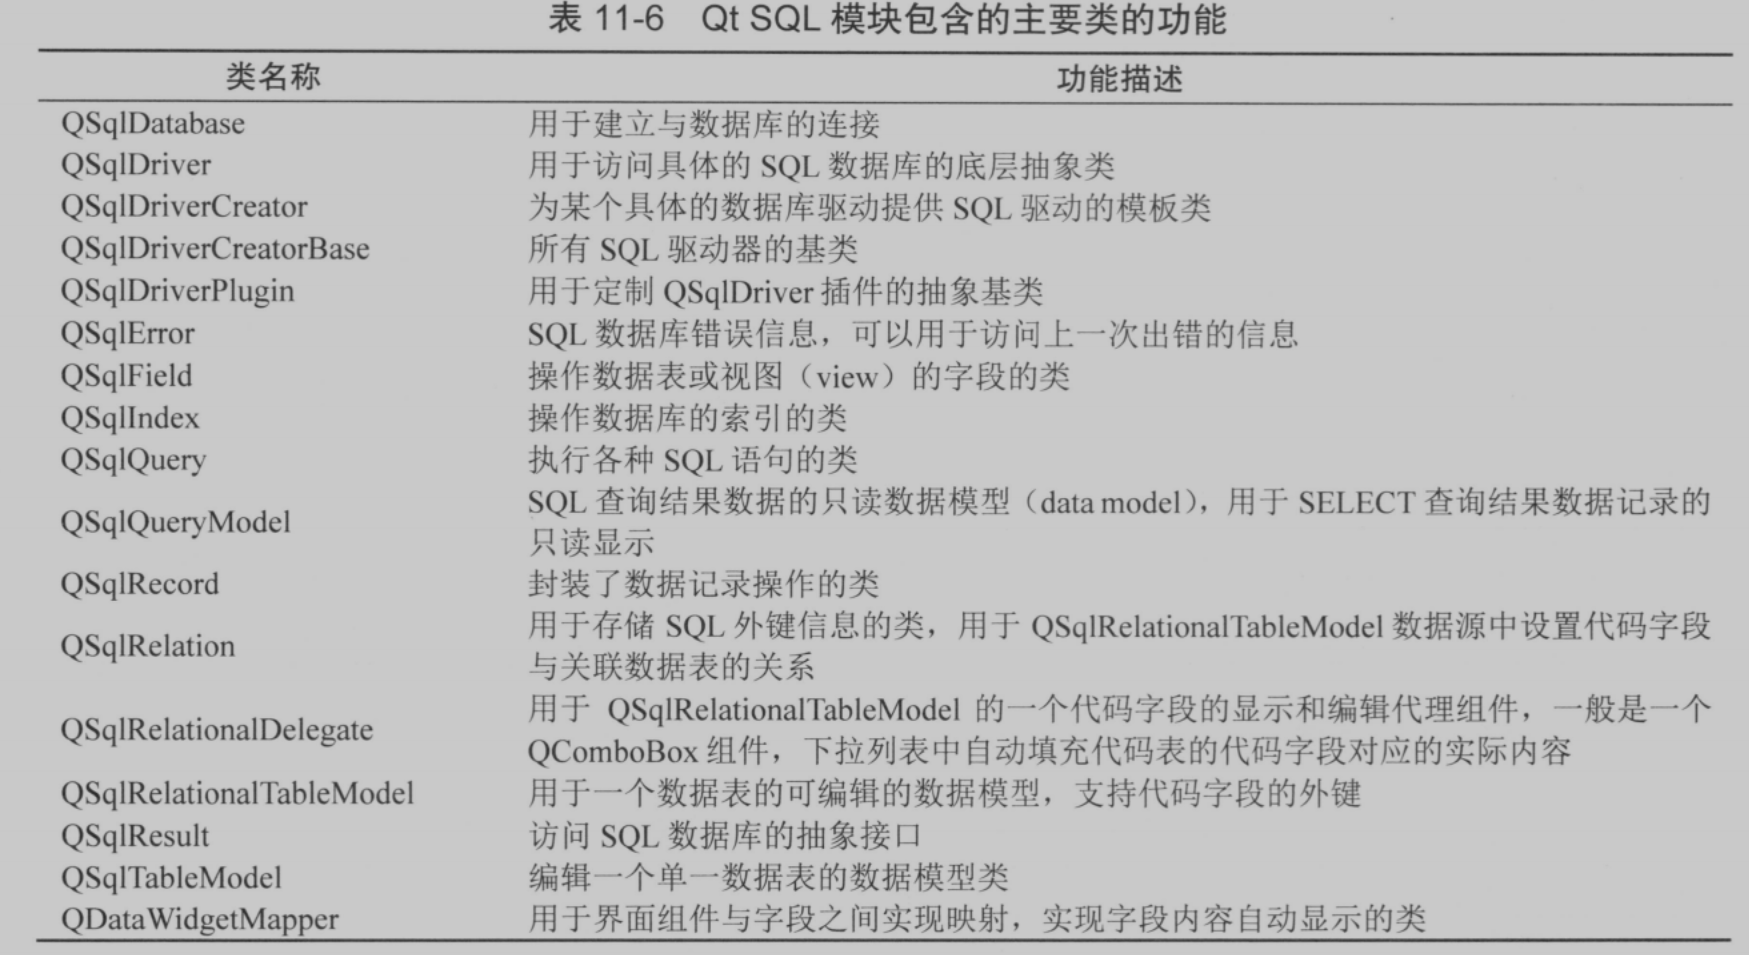 表 11-6 Qt SQL 模块包含的主要类的功能
类名称 功能描述
QSqlDatabase 用于建立与数据库的连接
QSqlDriver 用于访问具体的 SQL 数据库的底层抽象类
QSqlDriverCreator 为某个具体的数据库驱动提供 SQL 驱动的模板类
QSqlDriverCreatorBase 所有 SQL 驱动器的基类
QSqlDriverPlugin 用于定制 QSqlDriver 插件的抽象基类
QSqlError SQL 数据库错误信息，可以用于访问上一次出错的信息
QSqlField 操作数据表或视图（view）的字段的类
QSqlIndex 操作数据库的索引的类
QSqlQuery 执行各种 SQL 语句的类
QSqlQueryModel SQL 查询结果数据的只读数据模型（data model），用于 SELECT 查询结果数据记录的
只读显示
QSqlRecord 封装了数据记录操作的类
QSqlRelation 用于存储 SQL 外键信息的类，用于 QSqlRelationalTableModel 数据源中设置代码字段
与关联数据表的关系
QSqlRelationalDelegate 用于 QSqlRelationalTableModel 的一个代码字段的显示和编辑代理组件，一般是一个
QComboBox 组件，下拉列表中自动填充代码表的代码字段对应的实际内容
QSqlRelationalTableModel 用于一个数据表的可编辑的数据模型，支持代码字段的外键
QSqlResult 访问 SQL 数据库的抽象接口
QSqlTableModel 编辑一个单一数据表的数据模型类
QDataWidgetMapper 用于界面组件与字段之间实现映射，实现字段内容自动显示的类